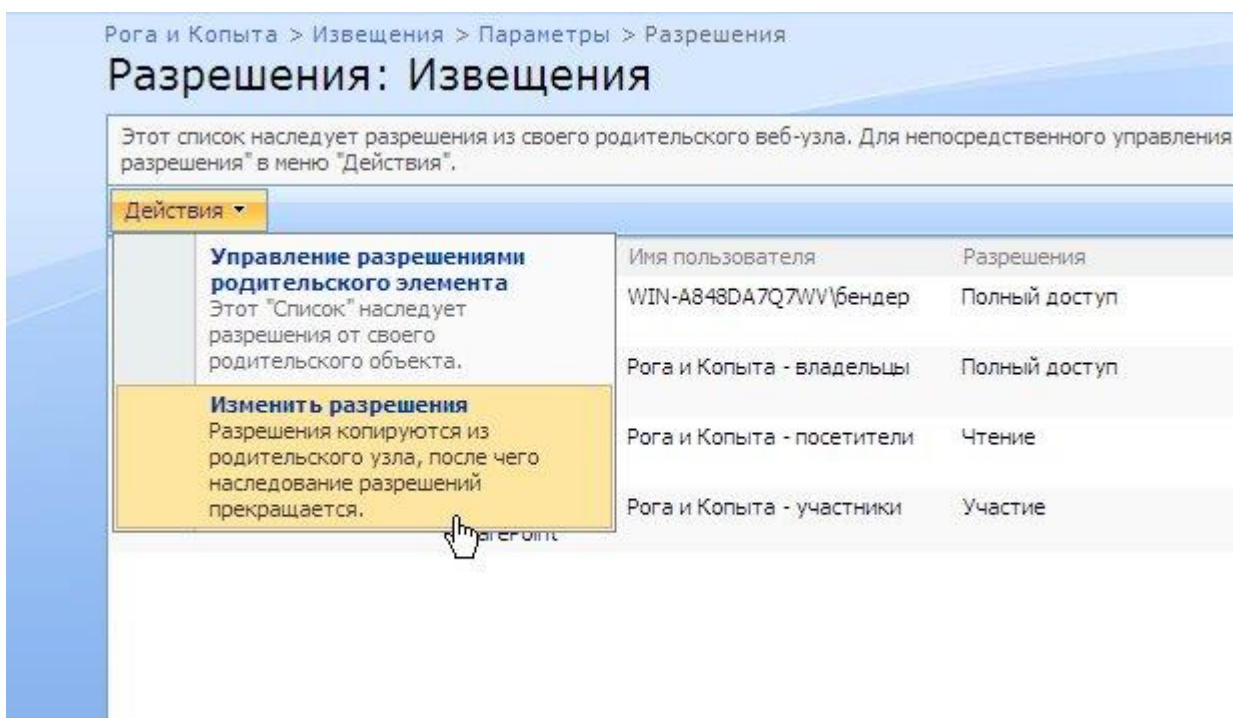 Рога и Копыта > Извещения > Параметры > Разрешения
Разрешения: Извещения
Этот список наследует разрешения из своего родительского веб-узла. Для непосредственного управления
разрешения" в меню "Действия".
Действия
Управление разрешениями
родительского элемента
Этот "Список" наследует
разрешения от своего
родительского объекта.
Изменить разрешения
Разрешения копируются из
родительского узла, после чего
наследование разрешений
прекращается.
Имя пользователя Разрешения
WIN-A848DA7Q7WV\бендер Полный доступ
Рога и Копыта - владельцы Полный доступ
Рога и Копыта - посетители Чтение
Рога и Копыта - участники Участие